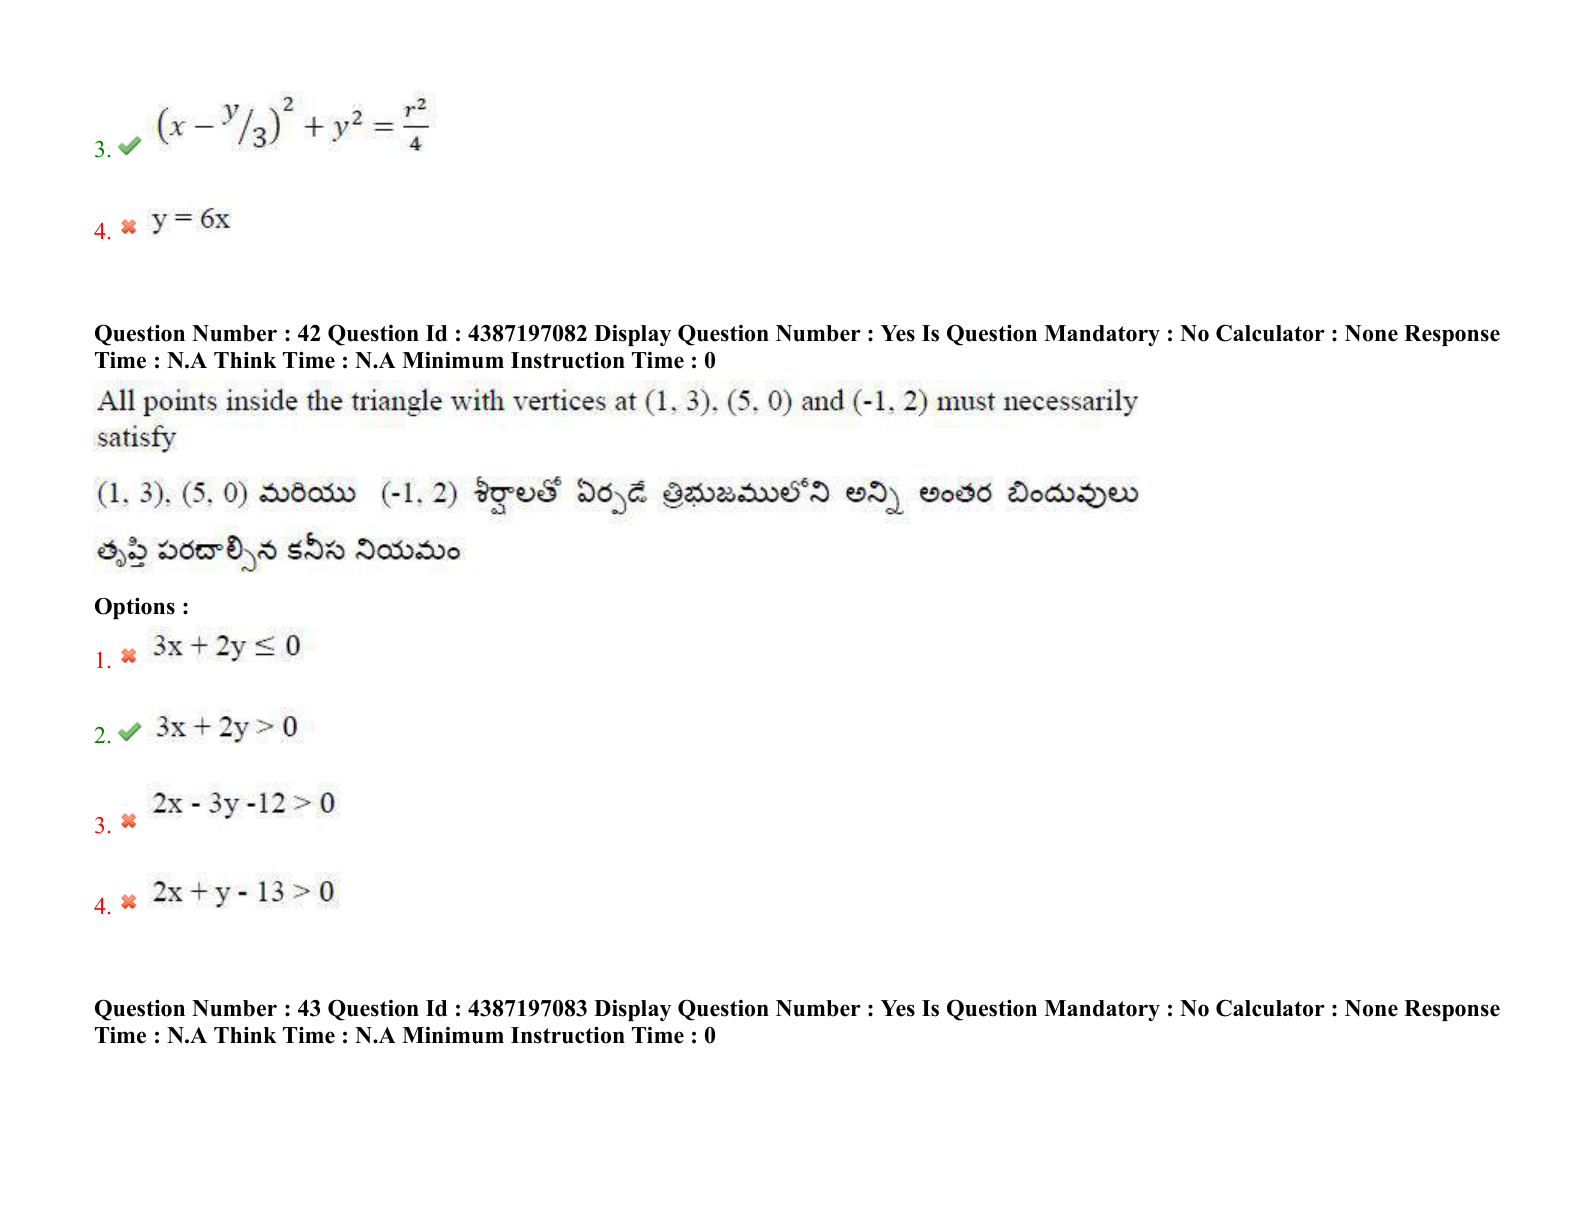 3. (x − y/3)² + y² = r²/4
4. y = 6x
Question Number : 42 Question Id : 4387197082 Display Question Number : Yes Is Question Mandatory : No Calculator : None Response
Time : N.A Think Time : N.A Minimum Instruction Time : 0
All points inside the triangle with vertices at (1, 3), (5, 0) and (-1, 2) must necessarily
satisfy
(1, 3), (5, 0) మరియు (-1, 2) శీర్షాలతో ఏర్పడే త్రిభుజములోని అన్ని అంతర బిందువులు
తృప్తి పరచాల్సిన కనీస నియమం
Options :
1. 3x + 2y ≤ 0
2. 3x + 2y > 0
3. 2x - 3y -12 > 0
4. 2x + y - 13 > 0
Question Number : 43 Question Id : 4387197083 Display Question Number : Yes Is Question Mandatory : No Calculator : None Response
Time : N.A Think Time : N.A Minimum Instruction Time : 0